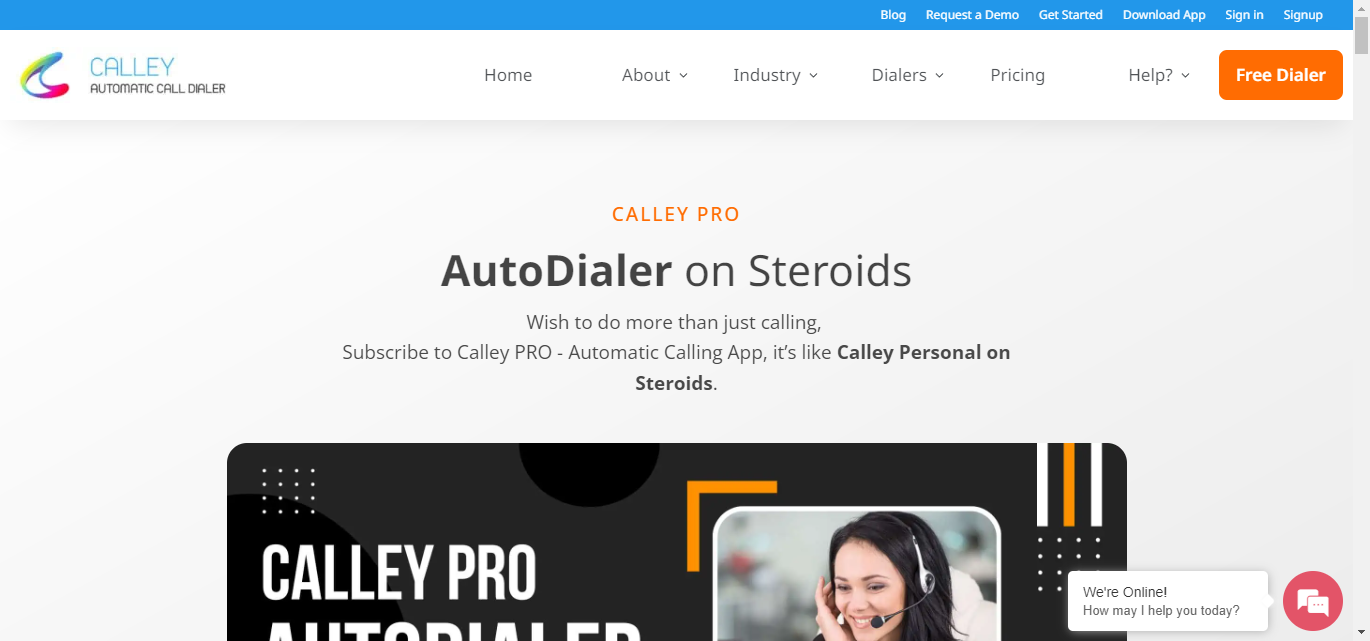 Blog Request a Demo Get Started Download App Sign in Signup
CALLEY
AUTOMATIC CALL DIALER
Home About Industry Dialers Pricing Help? Free Dialer
CALLEY PRO
AutoDialer on Steroids
Wish to do more than just calling,
Subscribe to Calley PRO - Automatic Calling App, it’s like Calley Personal on
Steroids.
CALLEY PRO
AUTODIALER
We're Online!
How may I help you today?